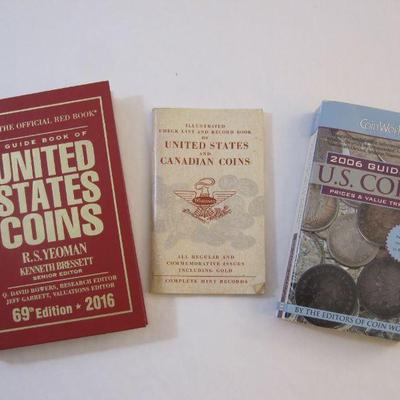 THE OFFICIAL RED BOOK®
GUIDE BOOK OF
UNITED
STATES
COINS
R.S. YEOMAN
KENNETH BRESSETT
SENIOR EDITOR
Q. DAVID BOWERS, RESEARCH EDITOR
JEFF GARRETT, VALUATIONS EDITOR
69th Edition ★ 2016
ILLUSTRATED
CHECK LIST AND RECORD BOOK
OF
UNITED STATES
AND
CANADIAN COINS
ALL REGULAR AND
COMMEMORATIVE ISSUES
INCLUDING GOLD
COMPLETE MINT RECORDS
2006 GUIDE
U.S. CO
PRICES & VALUE TRE
BY THE EDITORS OF COIN WO